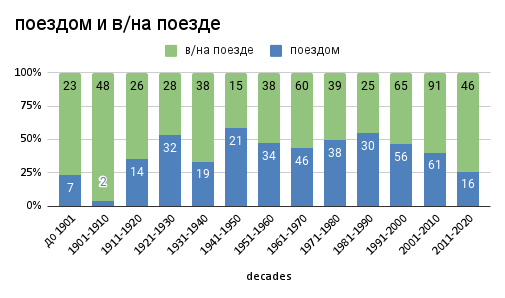 поездом и в/на поезде
в/на поезде поездом
100%
75%
50%
25%
0%
23 48 26 28 38 15 38 60 39 25 65 91 46
7 2 14 32 19 21 34 46 38 30 56 61 16
до 1901 1901-1910 1911-1920 1921-1930 1931-1940 1941-1950 1951-1960 1961-1970 1971-1980 1981-1990 1991-2000 2001-2010 2011-2020
decades